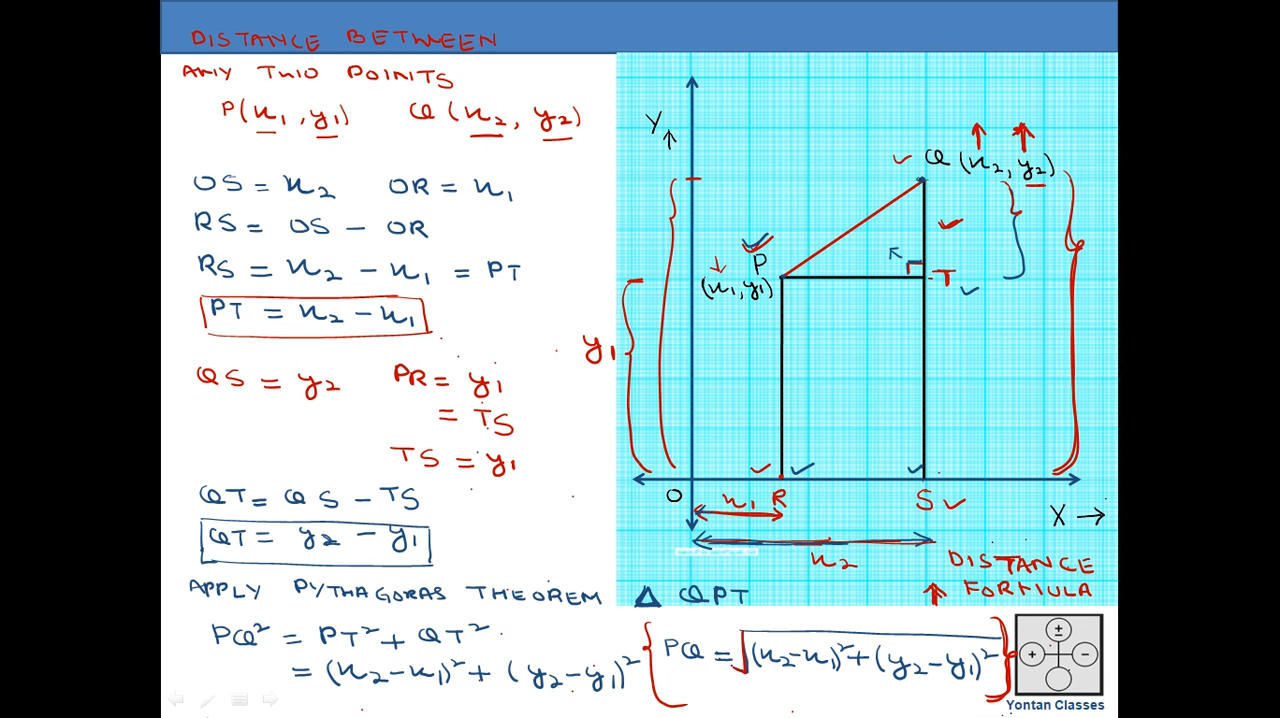 DISTANCE BETWEEN
ANY TWO POINTS
P(x₁, y₁) Q(x₂, y₂)
OS = x₂ OR = x₁
RS = OS - OR
RS = x₂ - x₁ = PT
PT = x₂ - x₁
QS = y₂ PR = y₁
= TS
TS = y₁
QT = QS - TS
QT = y₂ - y₁
APPLY PYTHAGORAS THEOREM Δ QPT
PQ² = PT² + QT²
= (x₂-x₁)² + (y₂-y₁)²
PQ = √(x₂-x₁)²+(y₂-y₁)²
Y
Q (x₂, y₂)
P
(x₁, y₁)
T
y₁
O
x₁ R
S
X →
x₂
DISTANCE
FORMULA
±
+ −
Yontan Classes